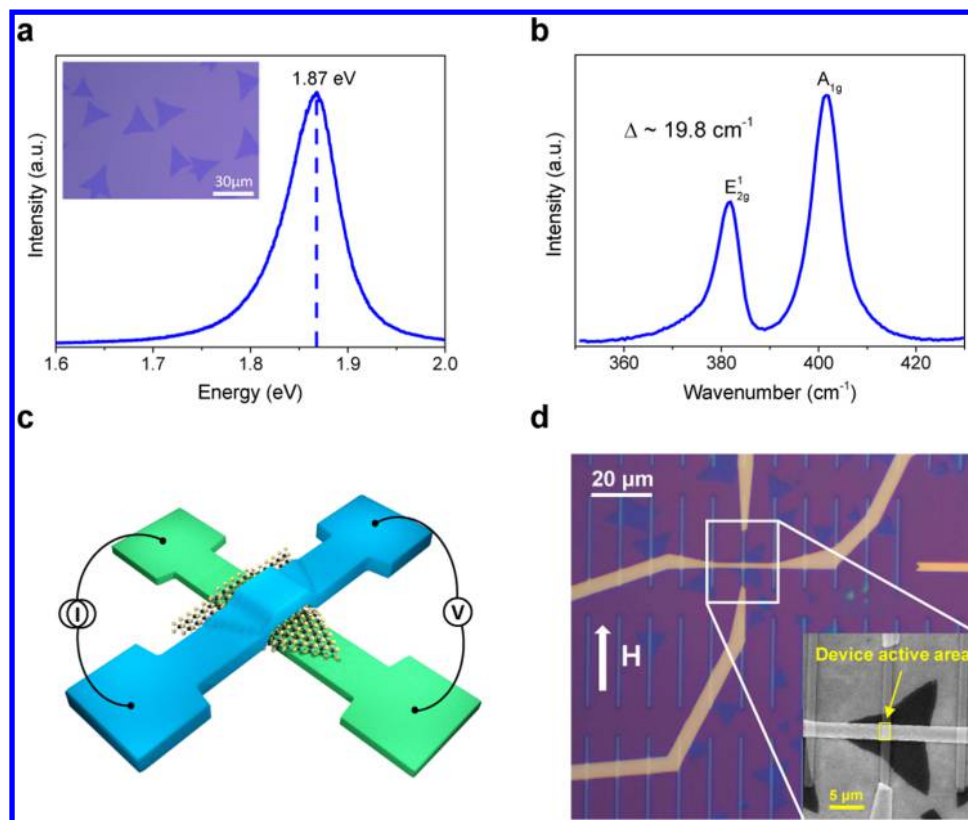 a
1.87 eV
30μm
Intensity (a.u.)
1.6 1.7 1.8 1.9 2.0
Energy (eV)
b
A1g
Δ ~ 19.8 cm-1
E12g
Intensity (a.u.)
360 380 400 420
Wavenumber (cm-1)
c
I
V
d
20 μm
H
Device active area
5 μm